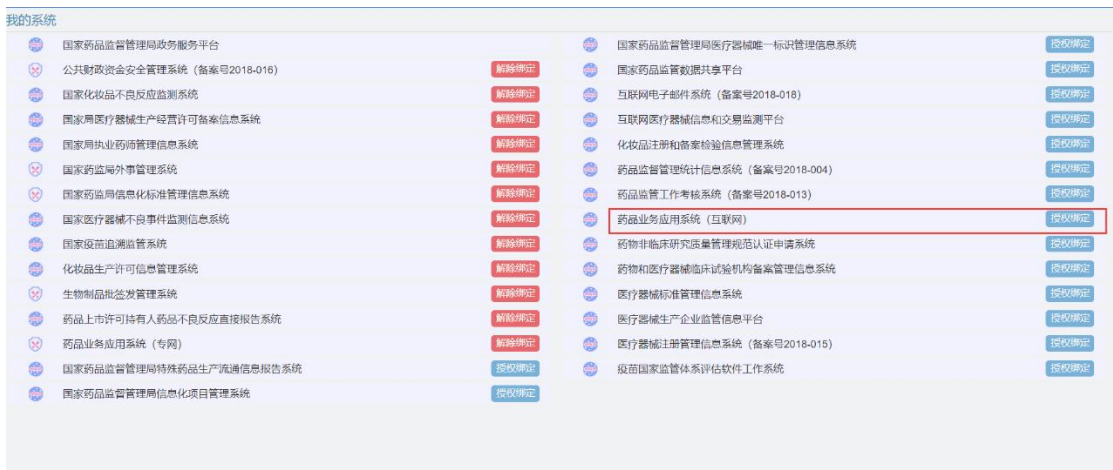 我的系统
国家药品监督管理局政务服务平台
公共财政资金安全管理系统（备案号2018-016） 解除绑定
国家化妆品不良反应监测系统 解除绑定
国家局医疗器械生产经营许可备案信息系统 解除绑定
国家局执业药师管理信息系统 解除绑定
国家药监局外事管理系统 解除绑定
国家药监局信息化标准管理信息系统 解除绑定
国家医疗器械不良事件监测信息系统 解除绑定
国家疫苗追溯监管系统 解除绑定
化妆品生产许可信息管理系统 解除绑定
生物制品批签发管理系统 解除绑定
药品上市许可持有人药品不良反应直接报告系统 解除绑定
药品业务应用系统（专网） 解除绑定
国家药品监督管理局特殊药品生产流通信息报告系统 授权绑定
国家药品监督管理局信息化项目管理系统 授权绑定
国家药品监督管理局医疗器械唯一标识管理信息系统 授权绑定
国家药品监管数据共享平台 授权绑定
互联网电子邮件系统（备案号2018-018） 授权绑定
互联网医疗器械信息和交易监测平台 授权绑定
化妆品注册和备案检验信息管理系统 授权绑定
药品监督管理统计信息系统（备案号2018-004） 授权绑定
药品监管工作考核系统（备案号2018-013） 授权绑定
药品业务应用系统（互联网） 授权绑定
药物非临床研究质量管理规范认证申请系统 授权绑定
药物和医疗器械临床试验机构备案管理信息系统 授权绑定
医疗器械标准管理信息系统 授权绑定
医疗器械生产企业监管信息平台 授权绑定
医疗器械注册管理信息系统（备案号2018-015） 授权绑定
疫苗国家监管体系评估软件工作系统 授权绑定